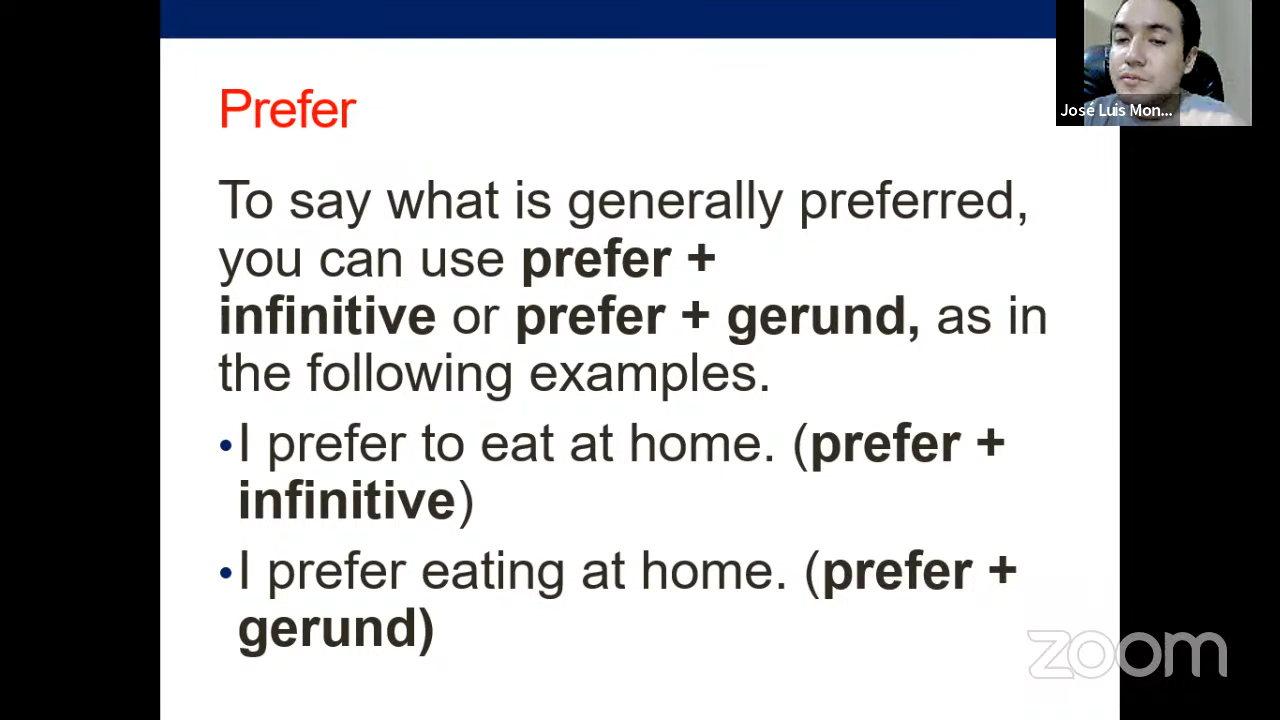 Prefer
To say what is generally preferred,
you can use prefer +
infinitive or prefer + gerund, as in
the following examples.
•I prefer to eat at home. (prefer +
infinitive)
•I prefer eating at home. (prefer +
gerund)
José Luis Mon...
zoom